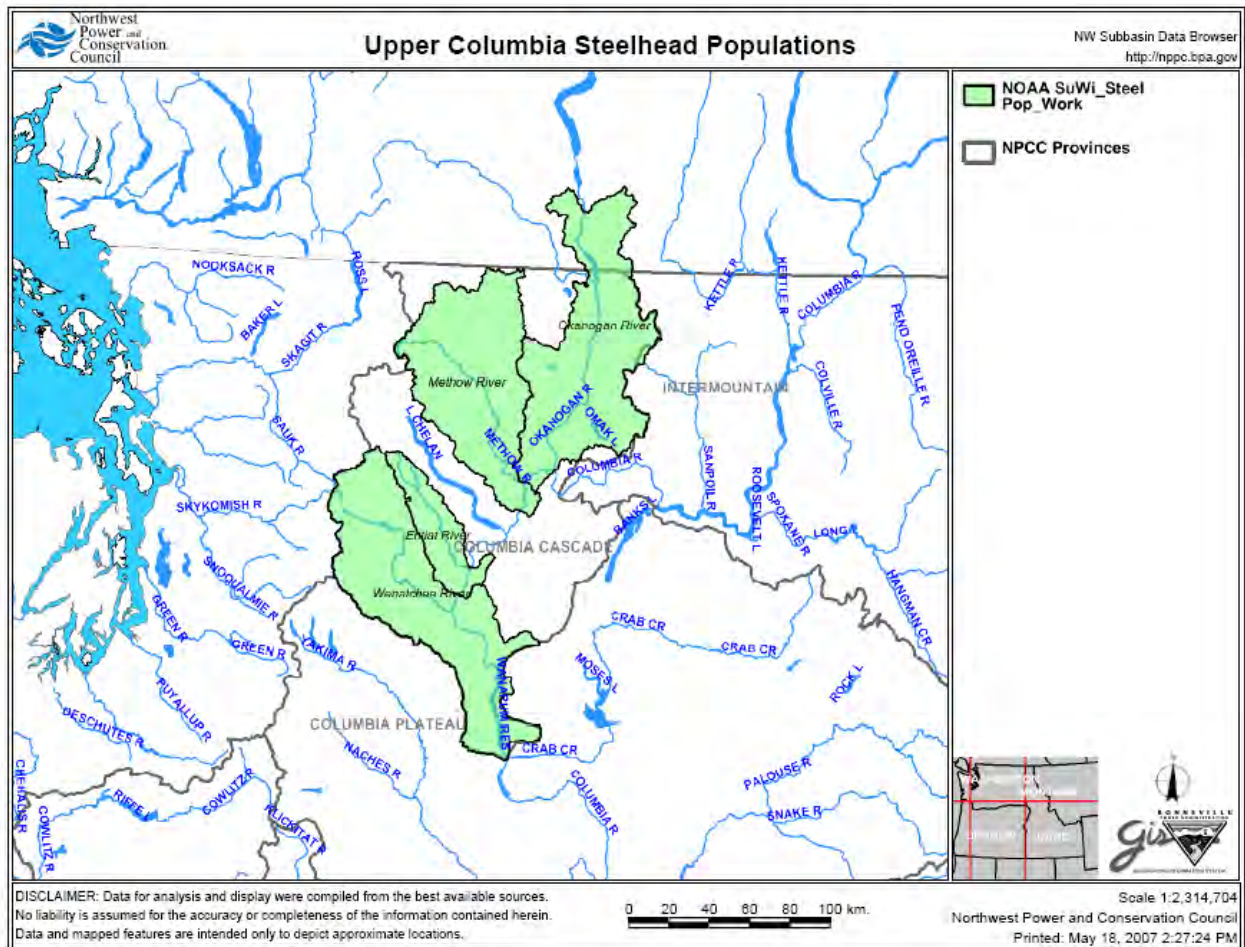 Northwest
Power and
Conservation
Council
Upper Columbia Steelhead Populations
NW Subbasin Data Browser
http://nppc.bpa.gov
NOAA SuWi_Steel
Pop_Work
NPCC Provinces
NOOKSACK R
ROSS L
BAKER L
SKAGIT R
KETTLE R
KETTLE R
COLUMBIA R
PEND OREILLE R
Okanogan River
Methow River
INTERMOUNTAIN
COLVILLE R
L CHELAN
OKANOGAN R
OMAK L
METHOW R
SAUK R
COLUMBIA R
SANPOIL R
ROOSEVELT L
SPOKANE R
SKYKOMISH R
BANKS L
LONG
Entiat River
COLUMBIA CASCADE
HANGMAN CR
SNOQUALMIE R
Wenatchee River
GREEN R
GREEN R
YAKIMA R
CRAB CR
CRAB CR
MOSES L
ROCK L
WANAPUM RES
PUYALLUP R
DESCHUTES R
COLUMBIA PLATEAU
NACHES R
CRAB CR
COLUMBIA R
PALOUSE R
SNAKE R
CHEHALIS R
COWLITZ R
RIFFE L
COWLITZ R
KLICKITAT R
BONNEVILLE
gis
DISCLAIMER: Data for analysis and display were compiled from the best available sources.
No liability is assumed for the accuracy or completeness of the information contained herein.
Data and mapped features are intended only to depict approximate locations.
0 20 40 60 80 100 km.
Scale 1:2,314,704
Northwest Power and Conservation Council
Printed: May 18, 2007 2:27:24 PM